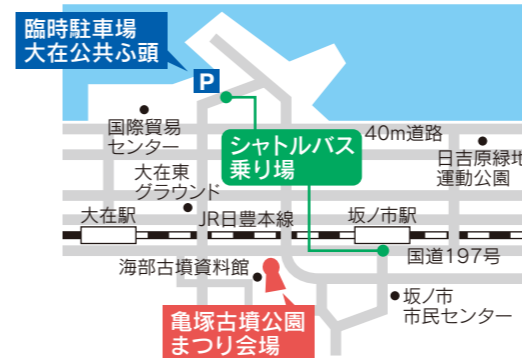 臨時駐車場
大在公共ふ頭
P
国際貿易
センター
シャトルバス
乗り場
40m道路
日吉原緑地
運動公園
大在東
グラウンド
大在駅
JR日豊本線
坂ノ市駅
国道197号
海部古墳資料館
坂ノ市
市民センター
亀塚古墳公園
まつり会場